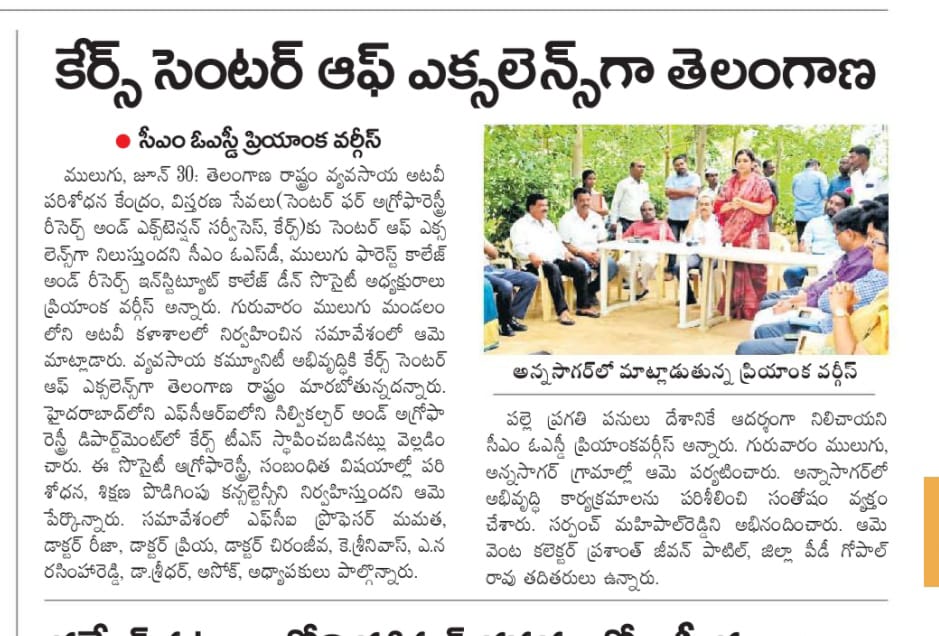 కేర్స్ సెంటర్ ఆఫ్ ఎక్సలెన్స్‌గా తెలంగాణ
● సీఎం ఓఎస్డీ ప్రియాంక వర్గీస్
ములుగు, జూన్ 30: తెలంగాణ రాష్ట్రం వ్యవసాయ అటవీ
పరిశోధన కేంద్రం, విస్తరణ సేవలు(సెంటర్ ఫర్ అగ్రోఫారెస్ట్రీ
రీసెర్చ్ అండ్ ఎక్స్‌టెన్షన్ సర్వీసెస్, కేర్స్)కు సెంటర్ ఆఫ్ ఎక్స
లెన్స్‌గా నిలుస్తుందని సీఎం ఓఎస్‌డీ, ములుగు ఫారెస్ట్ కాలేజ్
అండ్ రీసెర్చ్ ఇన్‌స్టిట్యూట్ కాలేజ్ డీన్ సొసైటీ అధ్యక్షురాలు
ప్రియాంక వర్గీస్ అన్నారు. గురువారం ములుగు మండలం
లోని అటవీ కళాశాలలో నిర్వహించిన సమావేశంలో ఆమె
మాట్లాడారు. వ్యవసాయ కమ్యూనిటీ అభివృద్ధికి కేర్స్ సెంటర్
ఆఫ్ ఎక్సలెన్స్‌గా తెలంగాణ రాష్ట్రం మారబోతున్నదన్నారు.
హైదరాబాద్‌లోని ఎఫ్‌సీఆర్ఐలోని సిల్వికల్చర్ అండ్ ఆగ్రోఫా
రెస్ట్రీ డిపార్ట్‌మెంట్‌లో కేర్స్ టీఎస్ స్థాపించబడినట్లు వెల్లడిం
చారు. ఈ సొసైటీ ఆగ్రోఫారెస్ట్రీ, సంబంధిత విషయాల్లో పరి
శోధన, శిక్షణ పొడిగింపు కన్సల్టెన్సీని నిర్వహిస్తుందని ఆమె
పేర్కొన్నారు. సమావేశంలో ఎఫ్‌సీఐ ప్రొఫెసర్ మమత,
డాక్టర్ రీజా, డాక్టర్ ప్రియ, డాక్టర్ చిరంజీవ, కె.శ్రీనివాస్, ఎ.న
రసింహారెడ్డి, డా.శ్రీధర్, అసోక్, అధ్యాపకులు పాల్గొన్నారు.
అన్నసాగర్‌లో మాట్లాడుతున్న ప్రియాంక వర్గీస్
పల్లె ప్రగతి పనులు దేశానికే ఆదర్శంగా నిలిచాయని
సీఎం ఓఎస్డీ ప్రియాంకవర్గీస్ అన్నారు. గురువారం ములుగు,
అన్నసాగర్ గ్రామాల్లో ఆమె పర్యటించారు. అన్నాసాగర్‌లో
అభివృద్ధి కార్యక్రమాలను పరిశీలించి సంతోషం వ్యక్తం
చేశారు. సర్పంచ్ మహిపాల్‌రెడ్డిని అభినందించారు. ఆమె
వెంట కలెక్టర్ ప్రశాంత్ జీవన్ పాటిల్, జిల్లా పీడీ గోపాల్
రావు తదితరులు ఉన్నారు.